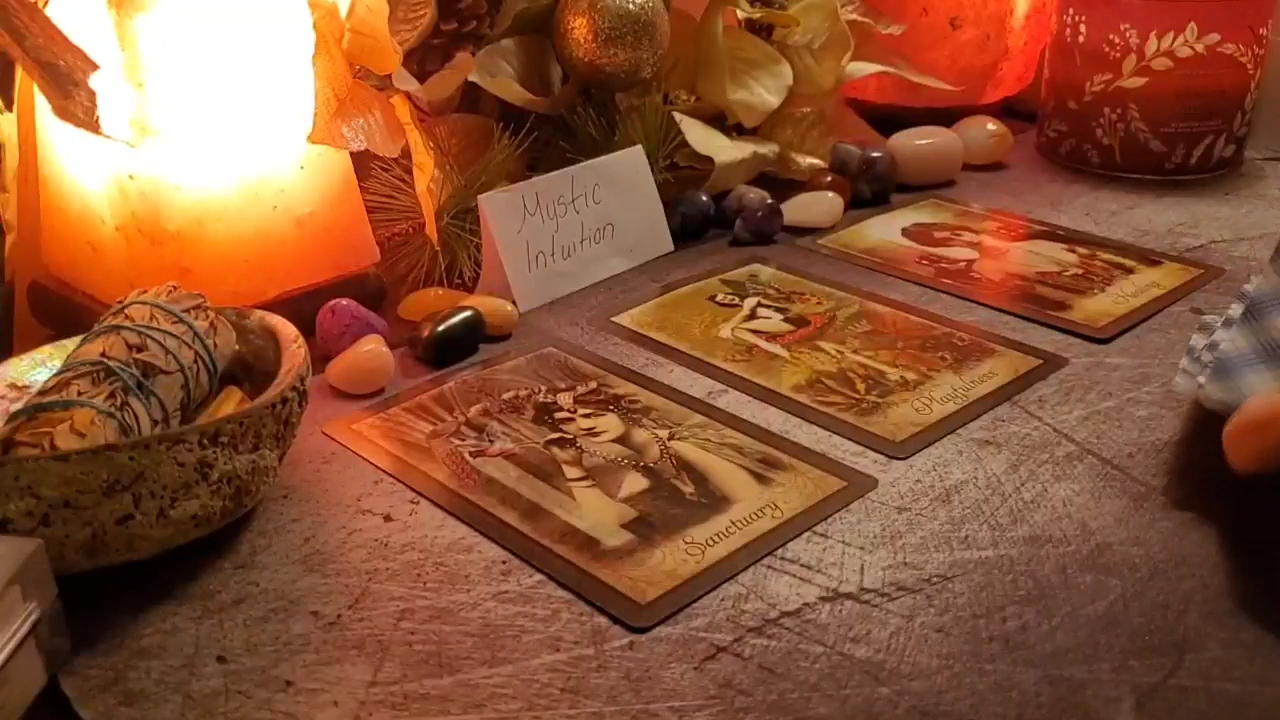 Mystic
Intuition
Sanctuary
Playfulness
Healing